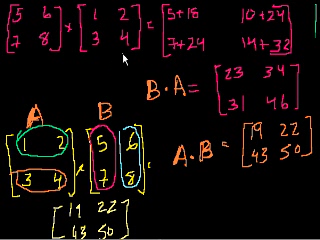 [5 6 7 8] × [1 2 3 4] = [5+18 10+24 7+24 14+32]
B · A = [23 34 31 46]
A B
[1 2 3 4] × [5 6 7 8] =
A · B = [19 22 43 50]
[19 22 43 50]